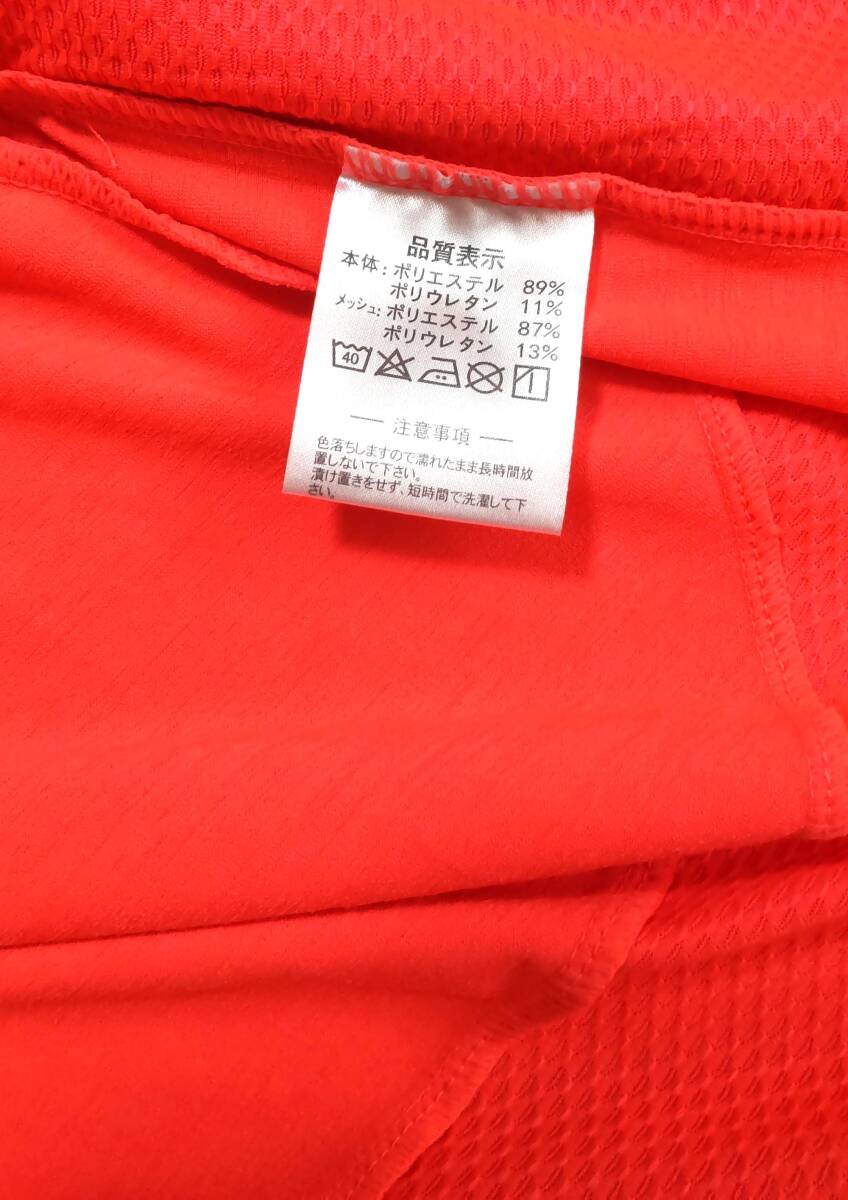 品質表示
本体: ポリエステル 89%
ポリウレタン 11%
メッシュ: ポリエステル 87%
ポリウレタン 13%
40
注意事項
色落ちしますので濡れたまま長時間放
置しないで下さい。
漬け置きをせず、短時間で洗濯して下
さい。